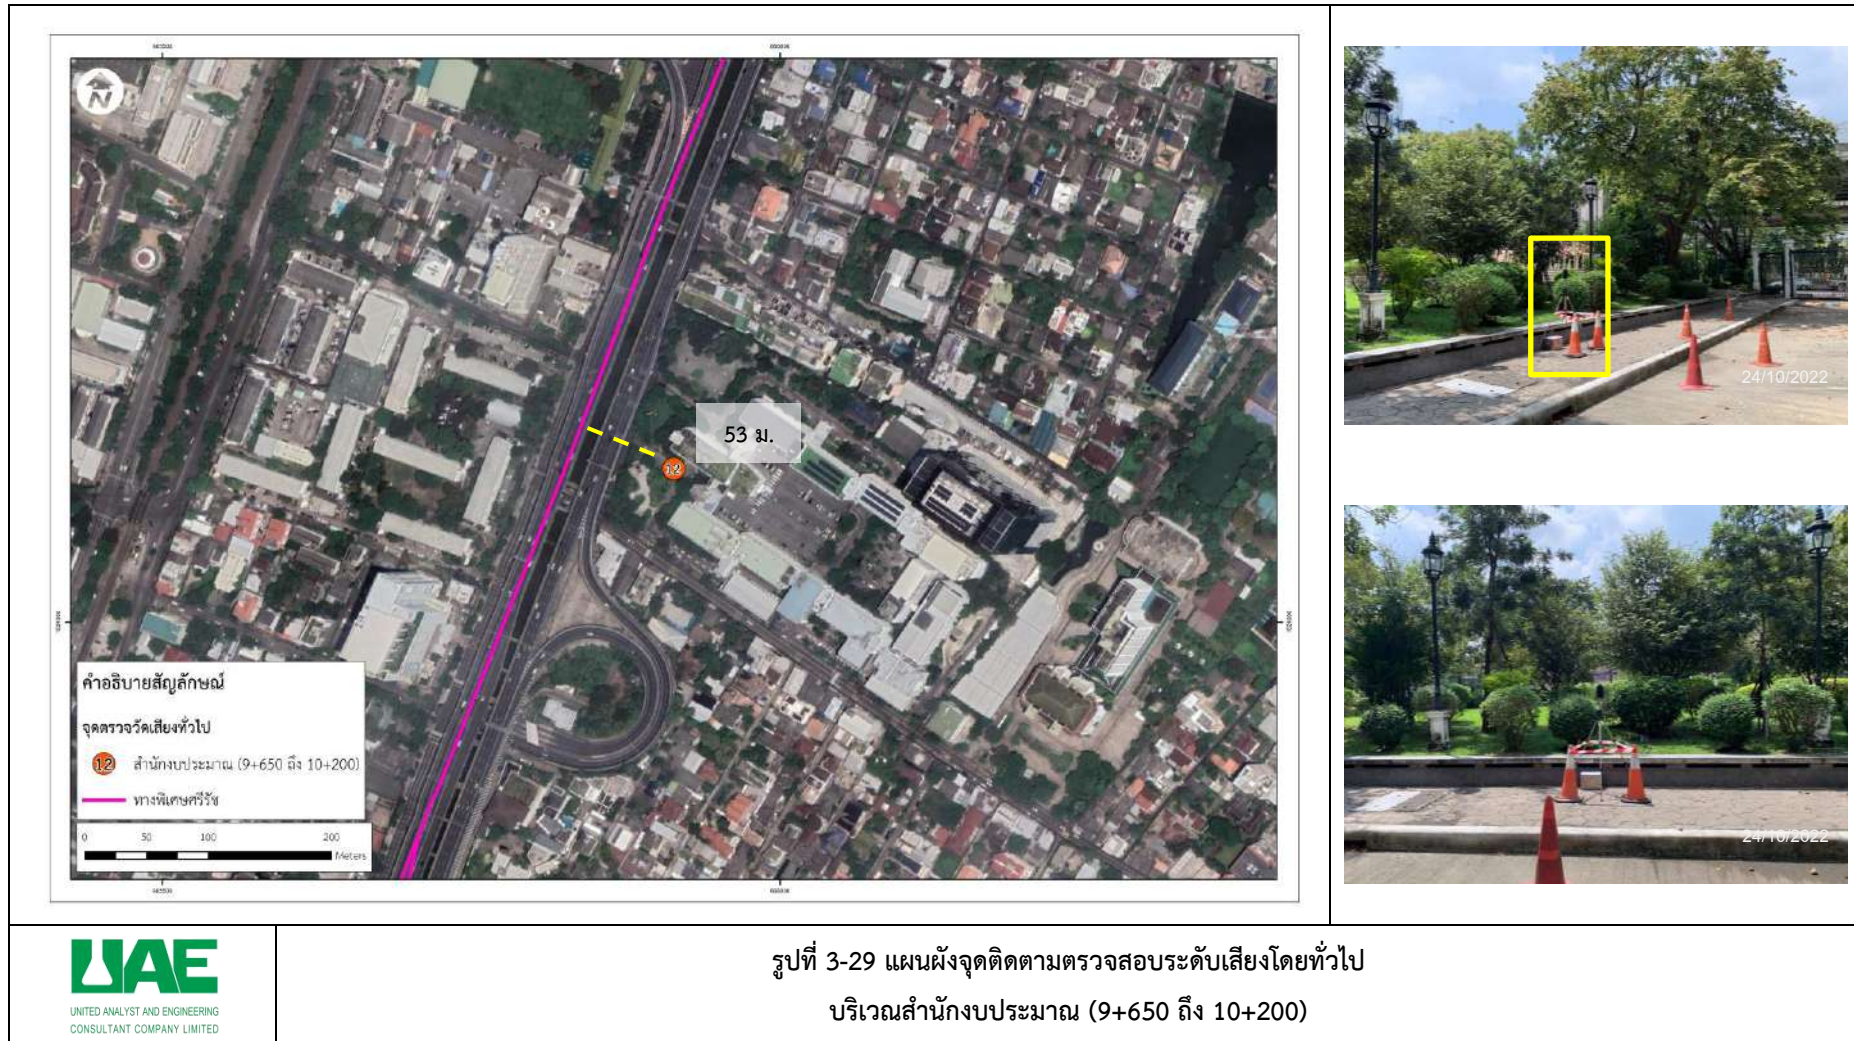 N
53 ม.
12
คำอธิบายสัญลักษณ์
จุดตรวจวัดเสียงทั่วไป
12 สำนักงบประมาณ (9+650 ถึง 10+200)
ทางพิเศษศรีรัช
0 50 100 200
Meters
24/10/2022
24/10/2022
UAE
UNITED ANALYST AND ENGINEERING
CONSULTANT COMPANY LIMITED
รูปที่ 3-29 แผนผังจุดติดตามตรวจสอบระดับเสียงโดยทั่วไป
บริเวณสำนักงบประมาณ (9+650 ถึง 10+200)